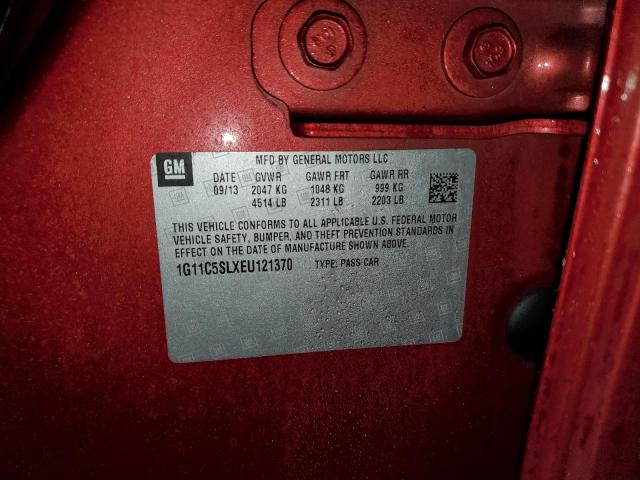 GM
MFD BY GENERAL MOTORS LLC
DATE GVWR GAWR FRT GAWR RR
09/13 2047 KG 1048 KG 999 KG
4514 LB 2311 LB 2203 LB
THIS VEHICLE CONFORMS TO ALL APPLICABLE U.S. FEDERAL MOTOR
VEHICLE SAFETY, BUMPER, AND THEFT PREVENTION STANDARDS IN
EFFECT ON THE DATE OF MANUFACTURE SHOWN ABOVE.
1G11C5SLXEU121370 TYPE: PASS CAR